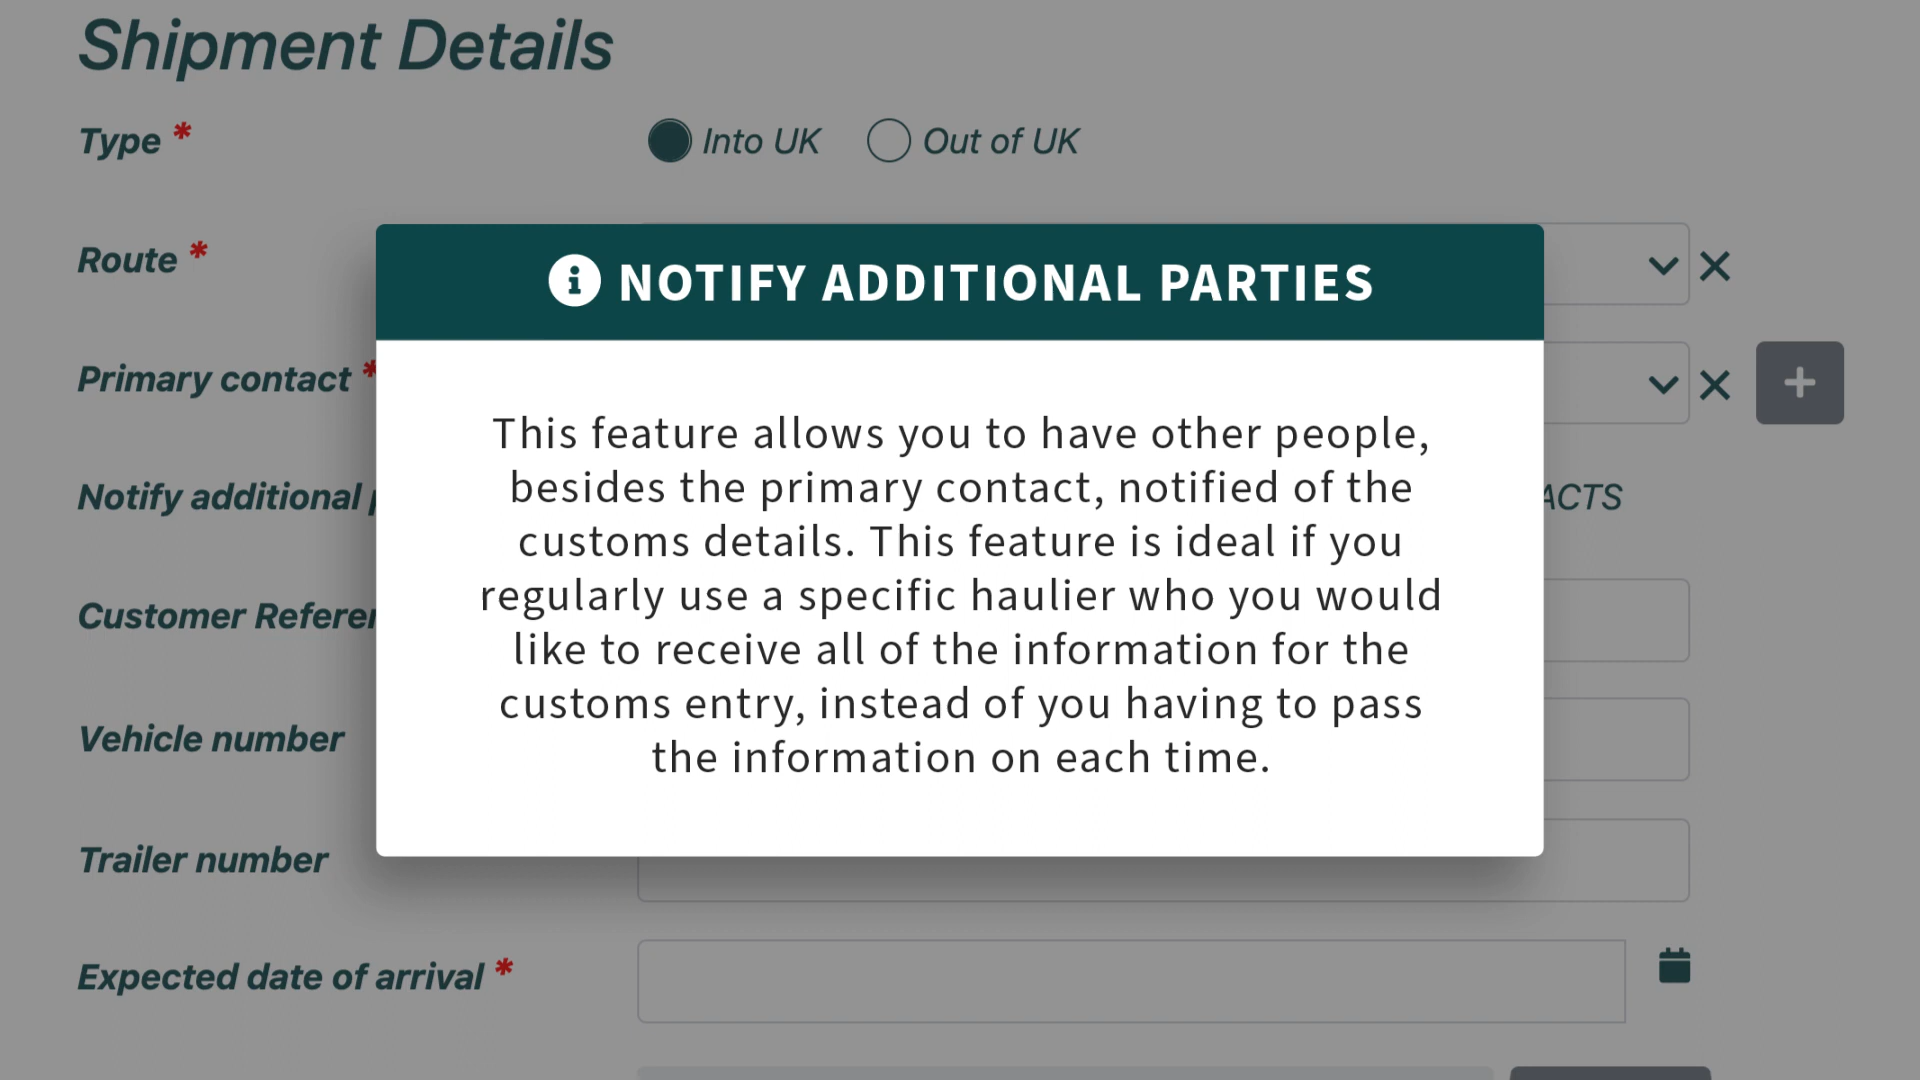 Shipment Details
Type *
Into UK
Out of UK
Route *
NOTIFY ADDITIONAL PARTIES
Primary contact *
This feature allows you to have other people,
besides the primary contact, notified of the
customs details. This feature is ideal if you
regularly use a specific haulier who you would
like to receive all of the information for the
customs entry, instead of you having to pass
the information on each time.
Notify additional
Customer
Vehicle number
Trailer number
Expected date of arrival *